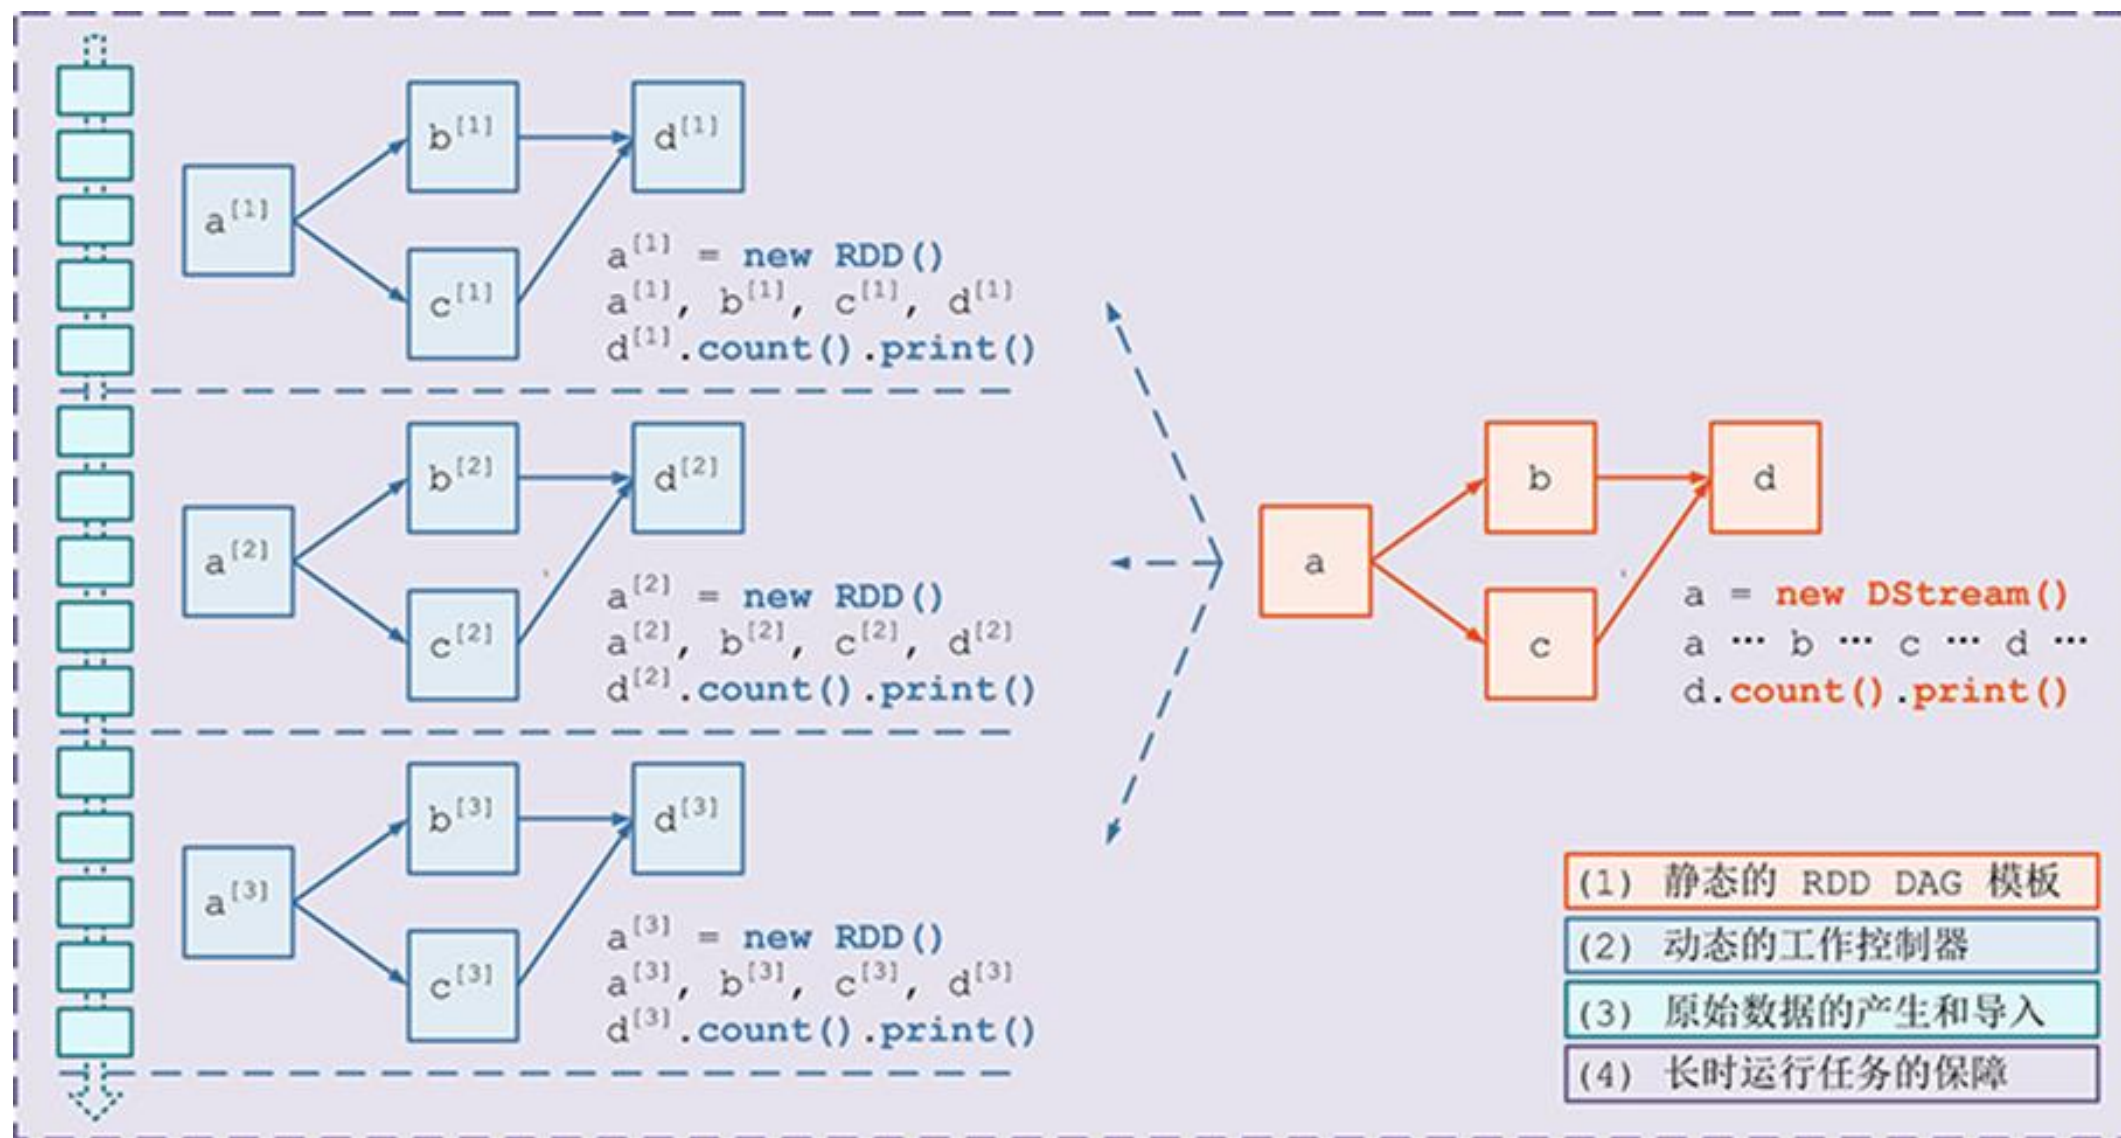 b[1]
d[1]
a[1]
c[1]
a[1] = new RDD()
a[1], b[1], c[1], d[1]
d[1].count().print()
b[2]
d[2]
a[2]
c[2]
a[2] = new RDD()
a[2], b[2], c[2], d[2]
d[2].count().print()
b[3]
d[3]
a[3]
c[3]
a[3] = new RDD()
a[3], b[3], c[3], d[3]
d[3].count().print()
b
d
a
c
a = new DStream()
a … b … c … d …
d.count().print()
(1) 静态的 RDD DAG 模板
(2) 动态的工作控制器
(3) 原始数据的产生和导入
(4) 长时运行任务的保障